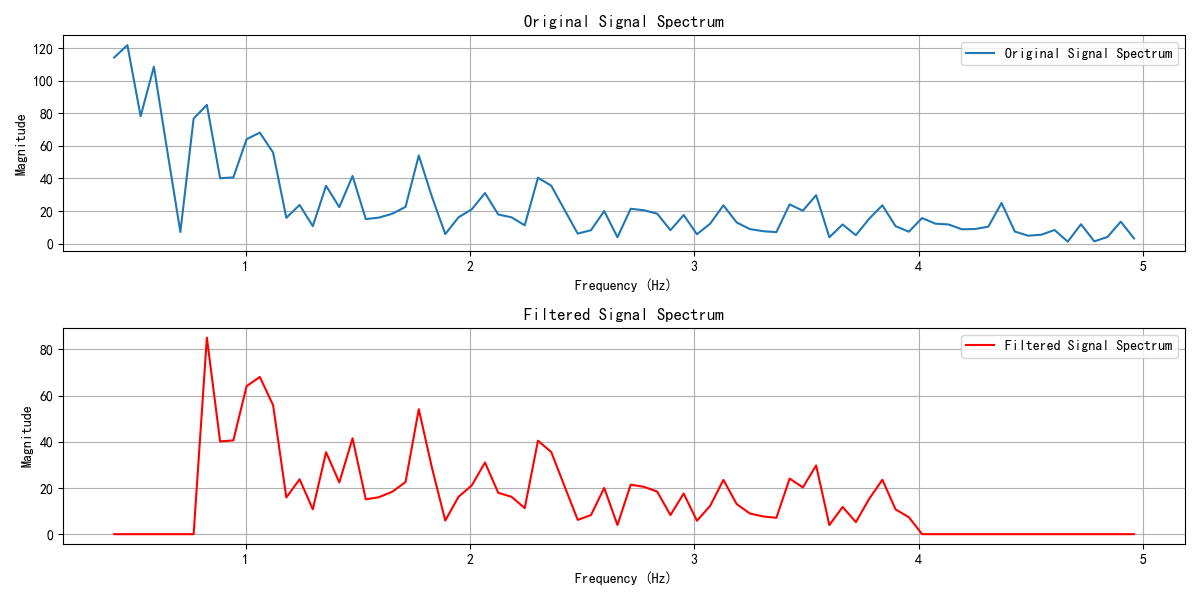 Original Signal Spectrum
Original Signal Spectrum
Magnitude
120
100
80
60
40
20
0
1
2
3
4
5
Frequency (Hz)
Filtered Signal Spectrum
Filtered Signal Spectrum
Magnitude
80
60
40
20
0
1
2
3
4
5
Frequency (Hz)